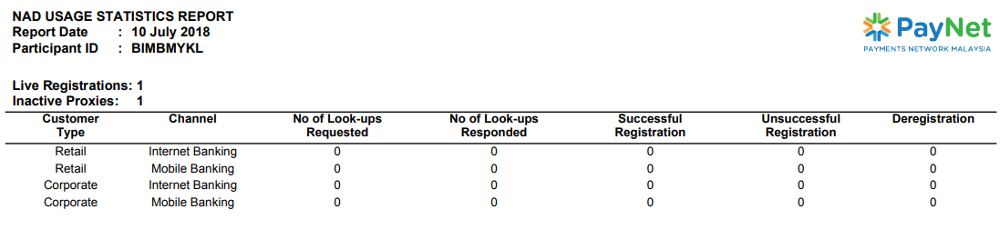 NAD USAGE STATISTICS REPORT
Report Date : 10 July 2018
Participant ID : BIMBMYKL
PayNet
PAYMENTS NETWORK MALAYSIA
Live Registrations: 1
Inactive Proxies: 1
Customer Channel No of Look-ups No of Look-ups Successful Unsuccessful Deregistration
Type Requested Responded Registration Registration
Retail Internet Banking 0 0 0 0 0
Retail Mobile Banking 0 0 0 0 0
Corporate Internet Banking 0 0 0 0 0
Corporate Mobile Banking 0 0 0 0 0